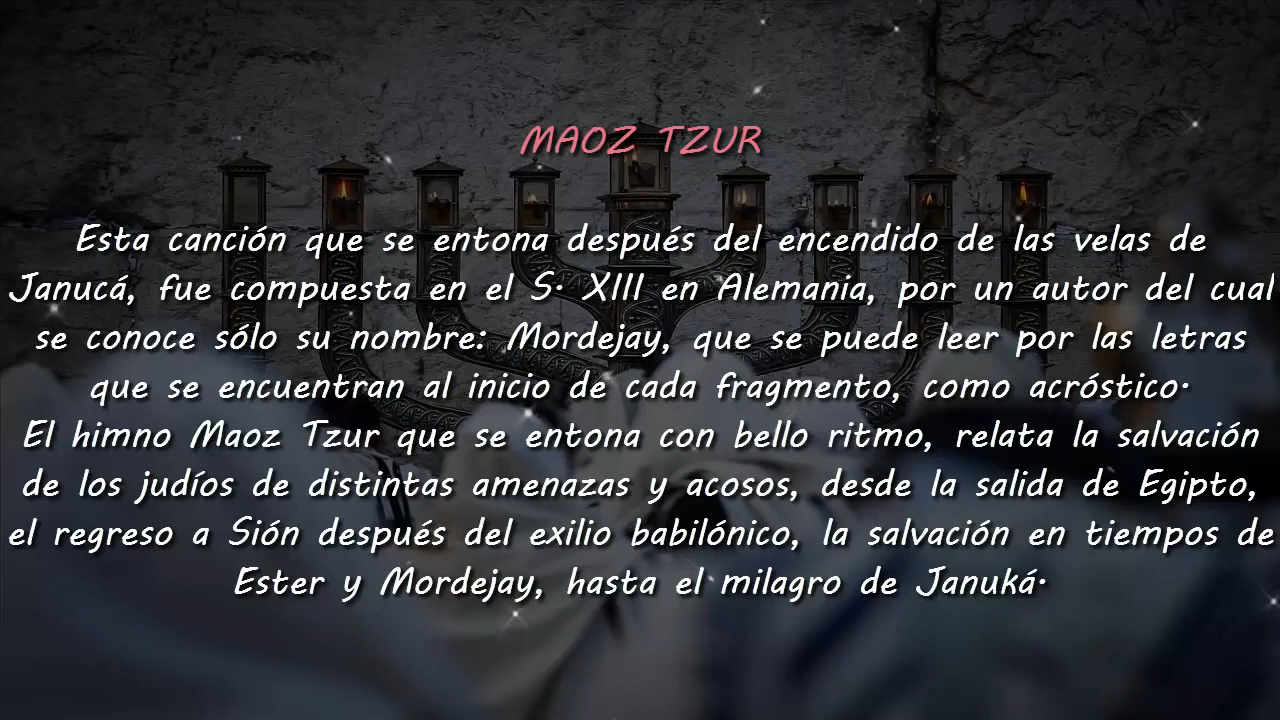 MAOZ TZUR
Esta canción que se entona después del encendido de las velas de
Janucá, fue compuesta en el S. XIII en Alemania, por un autor del cual
se conoce sólo su nombre: Mordejay, que se puede leer por las letras
que se encuentran al inicio de cada fragmento, como acróstico.
El himno Maoz Tzur que se entona con bello ritmo, relata la salvación
de los judíos de distintas amenazas y acosos, desde la salida de Egipto,
el regreso a Sión después del exilio babilónico, la salvación en tiempos de
Ester y Mordejay, hasta el milagro de Januká.